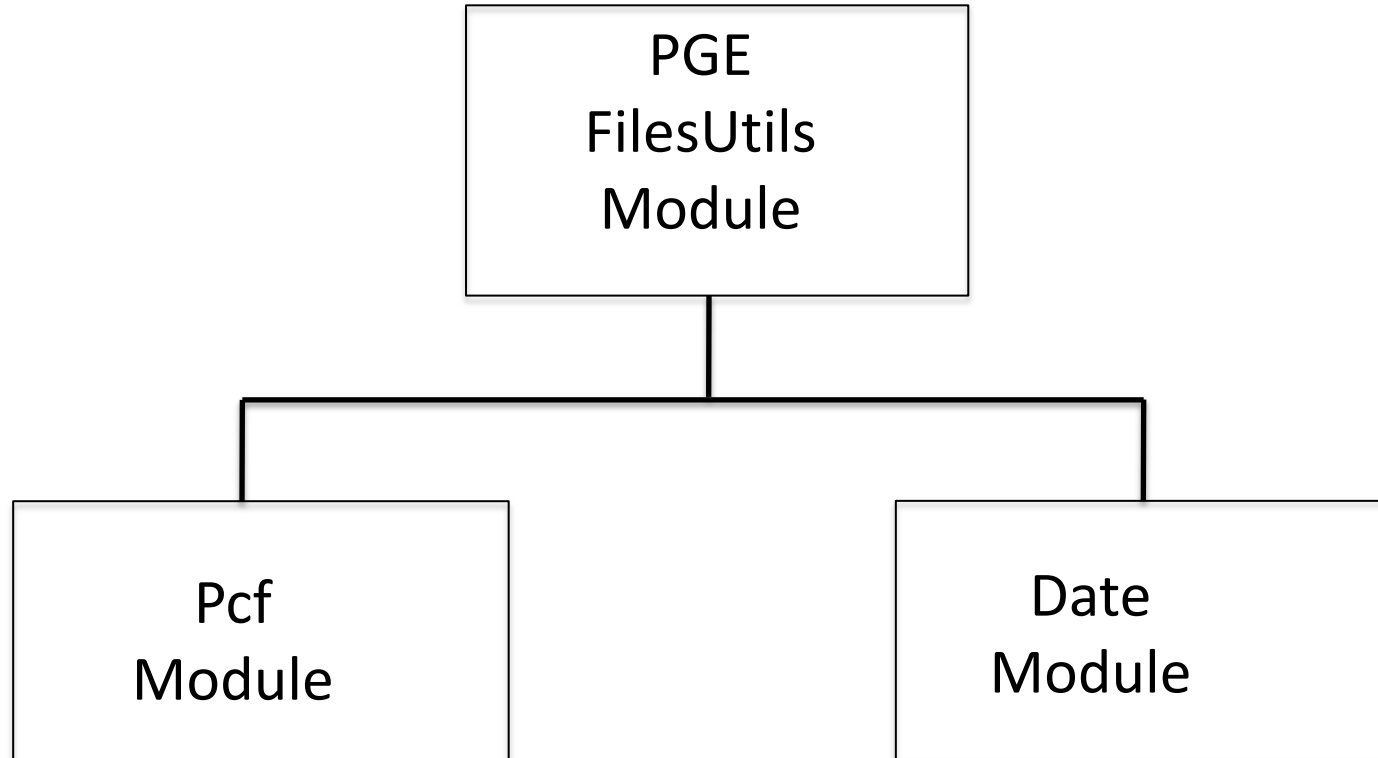 PGE
FilesUtils
Module
Pcf
Module
Date
Module